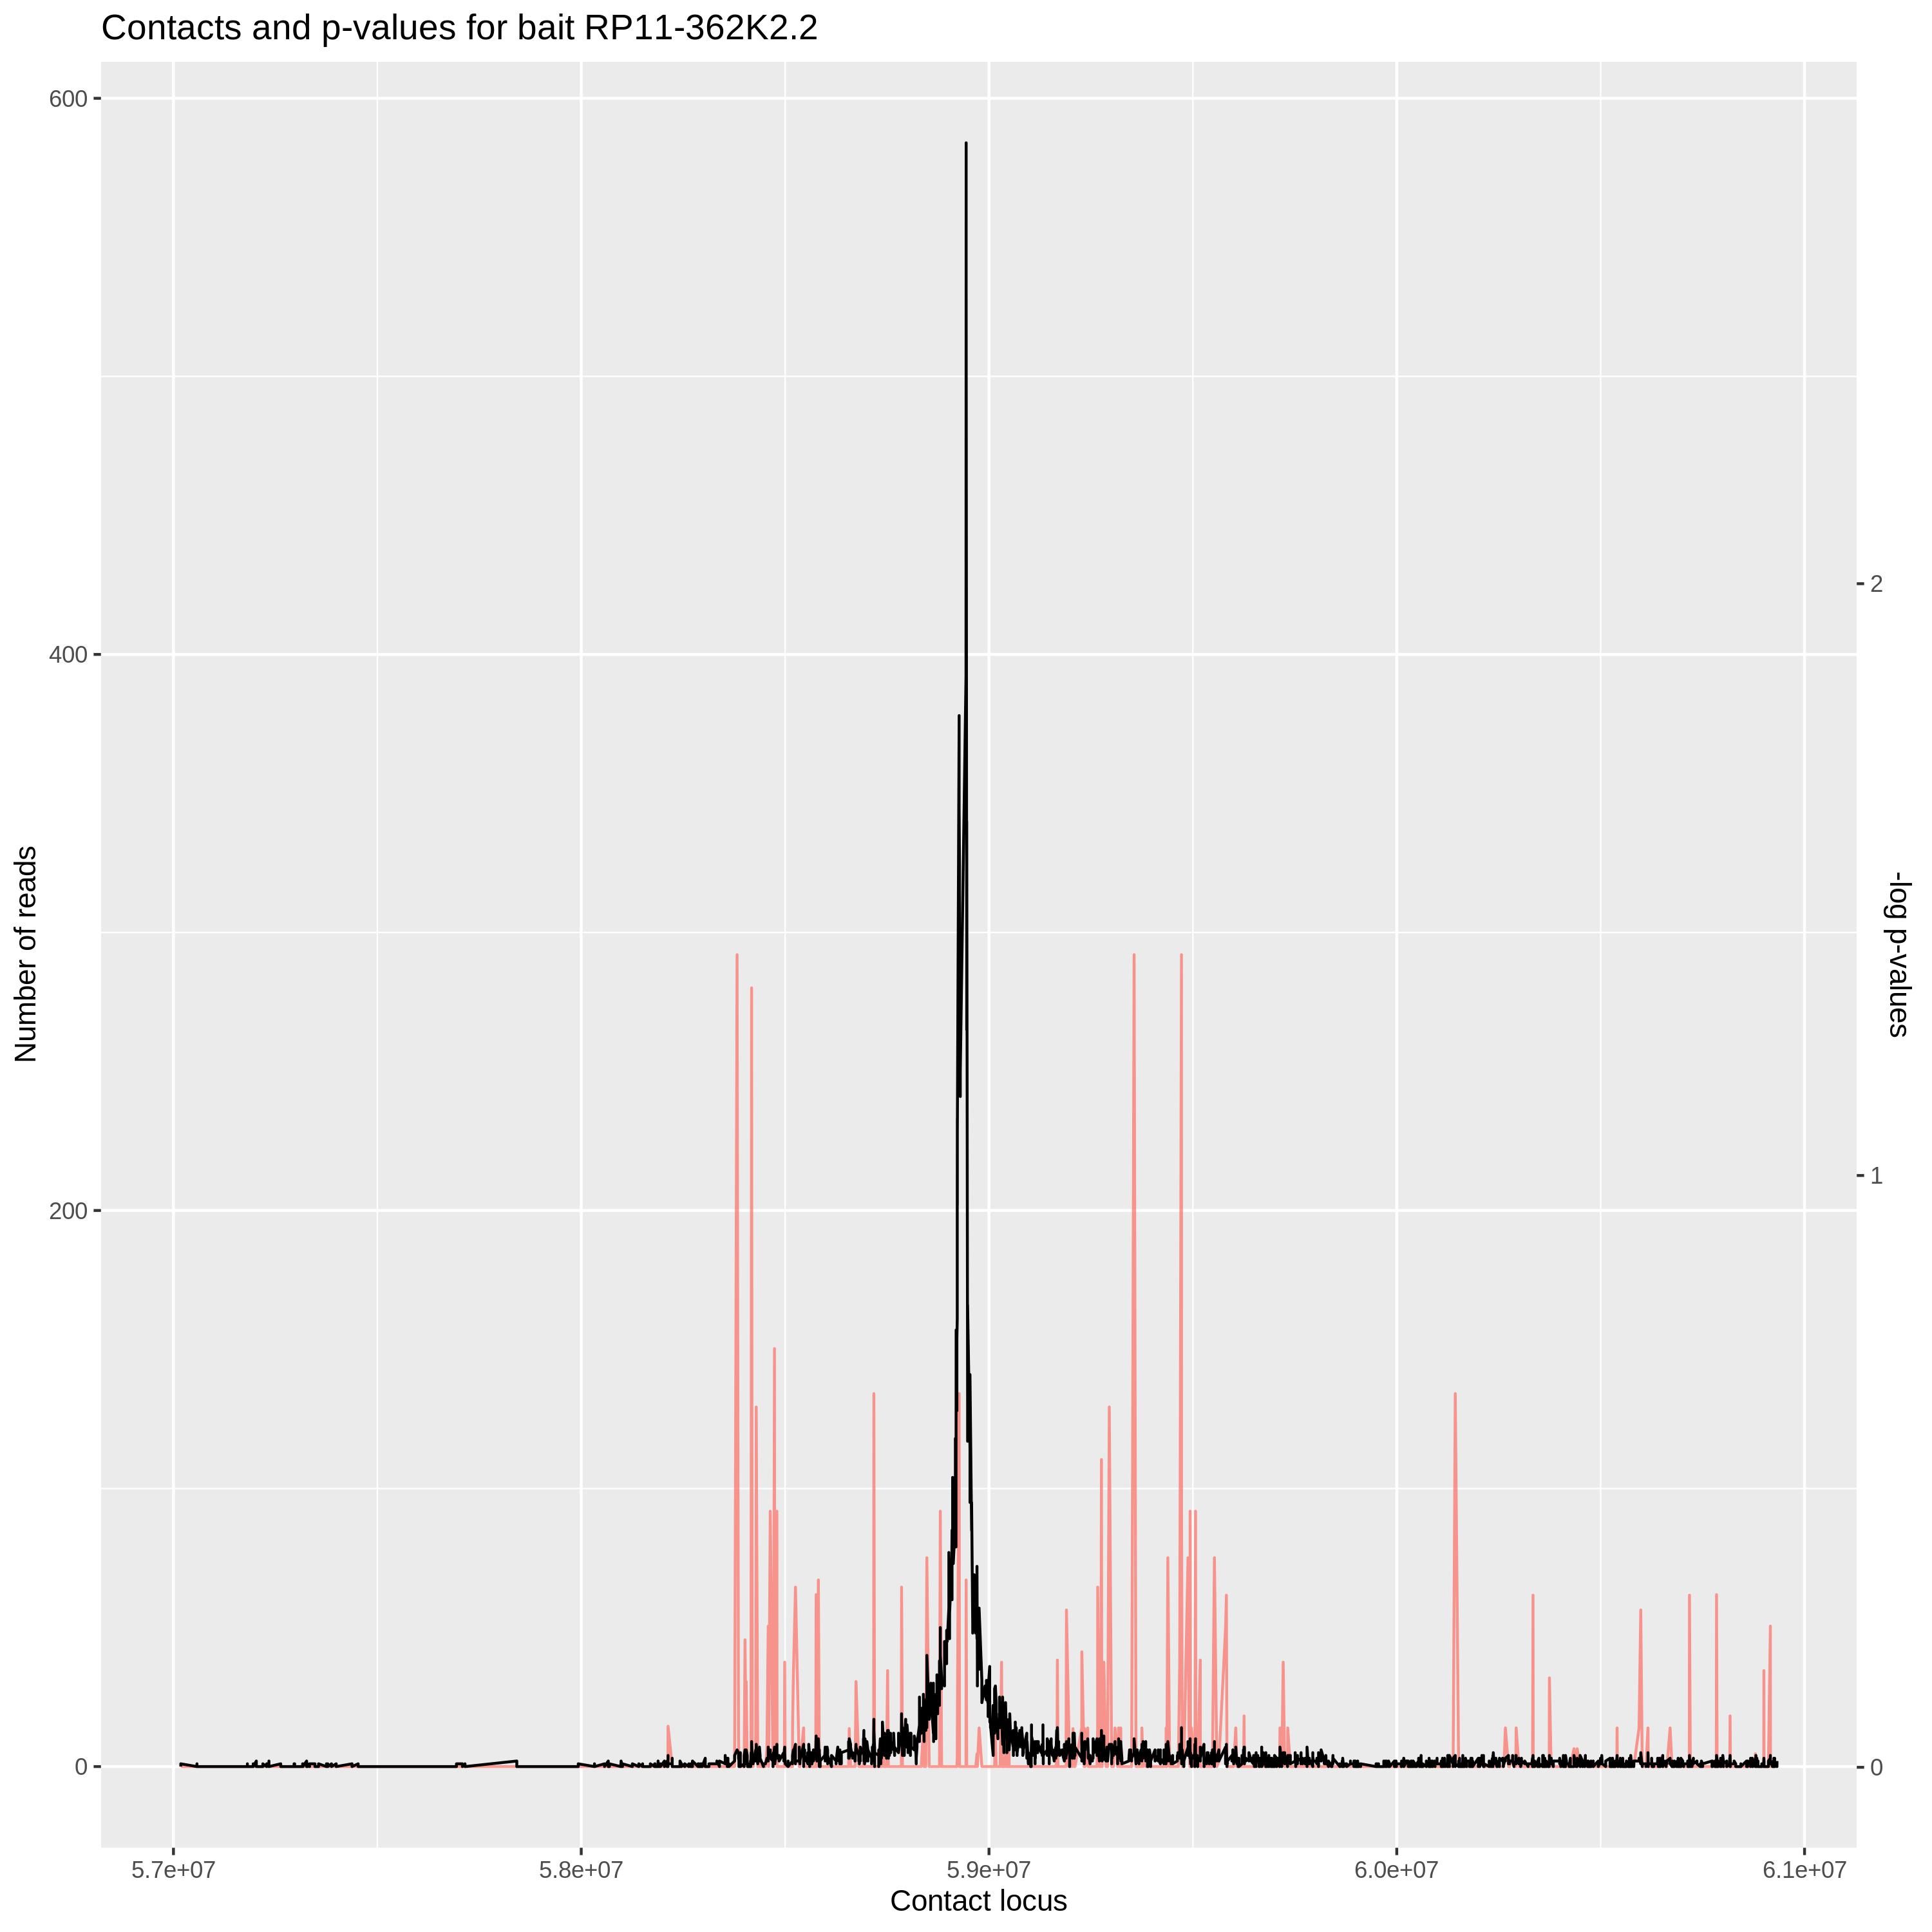 Contacts and p-values for bait RP11-362K2.2
600
400
200
0
Number of reads
2
1
0
-log p-values
5.7e+07
5.8e+07
5.9e+07
6.0e+07
6.1e+07
Contact locus